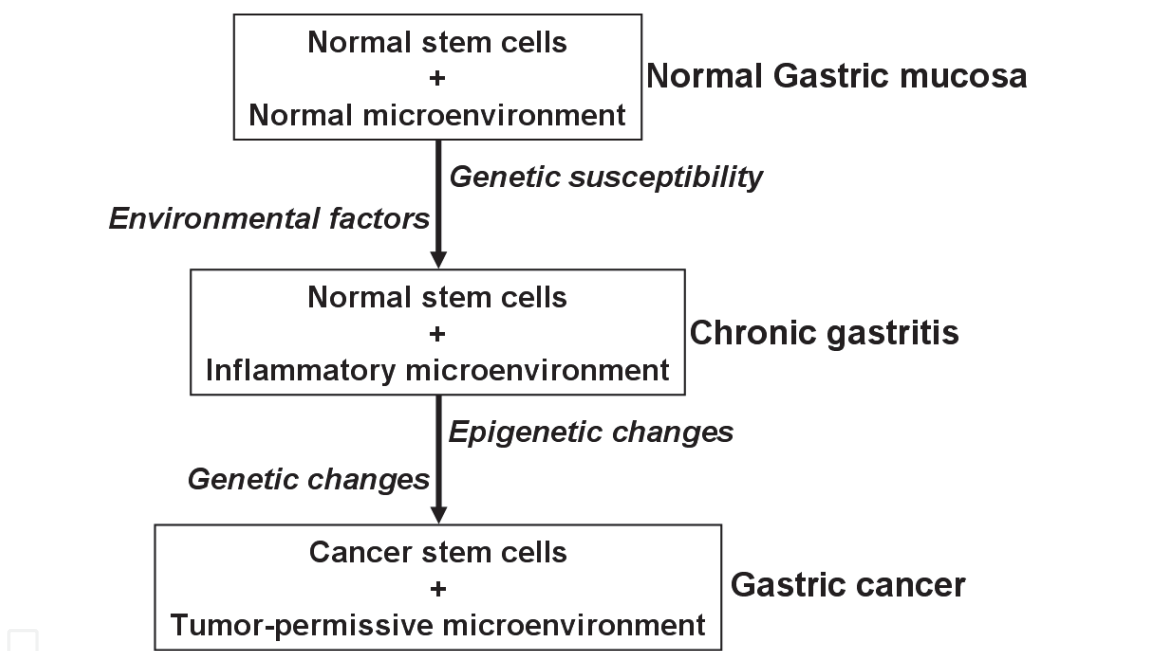 Normal stem cells
+
Normal microenvironment
Normal Gastric mucosa
Genetic susceptibility
Environmental factors
Normal stem cells
+
Inflammatory microenvironment
Chronic gastritis
Epigenetic changes
Genetic changes
Cancer stem cells
+
Tumor-permissive microenvironment
Gastric cancer